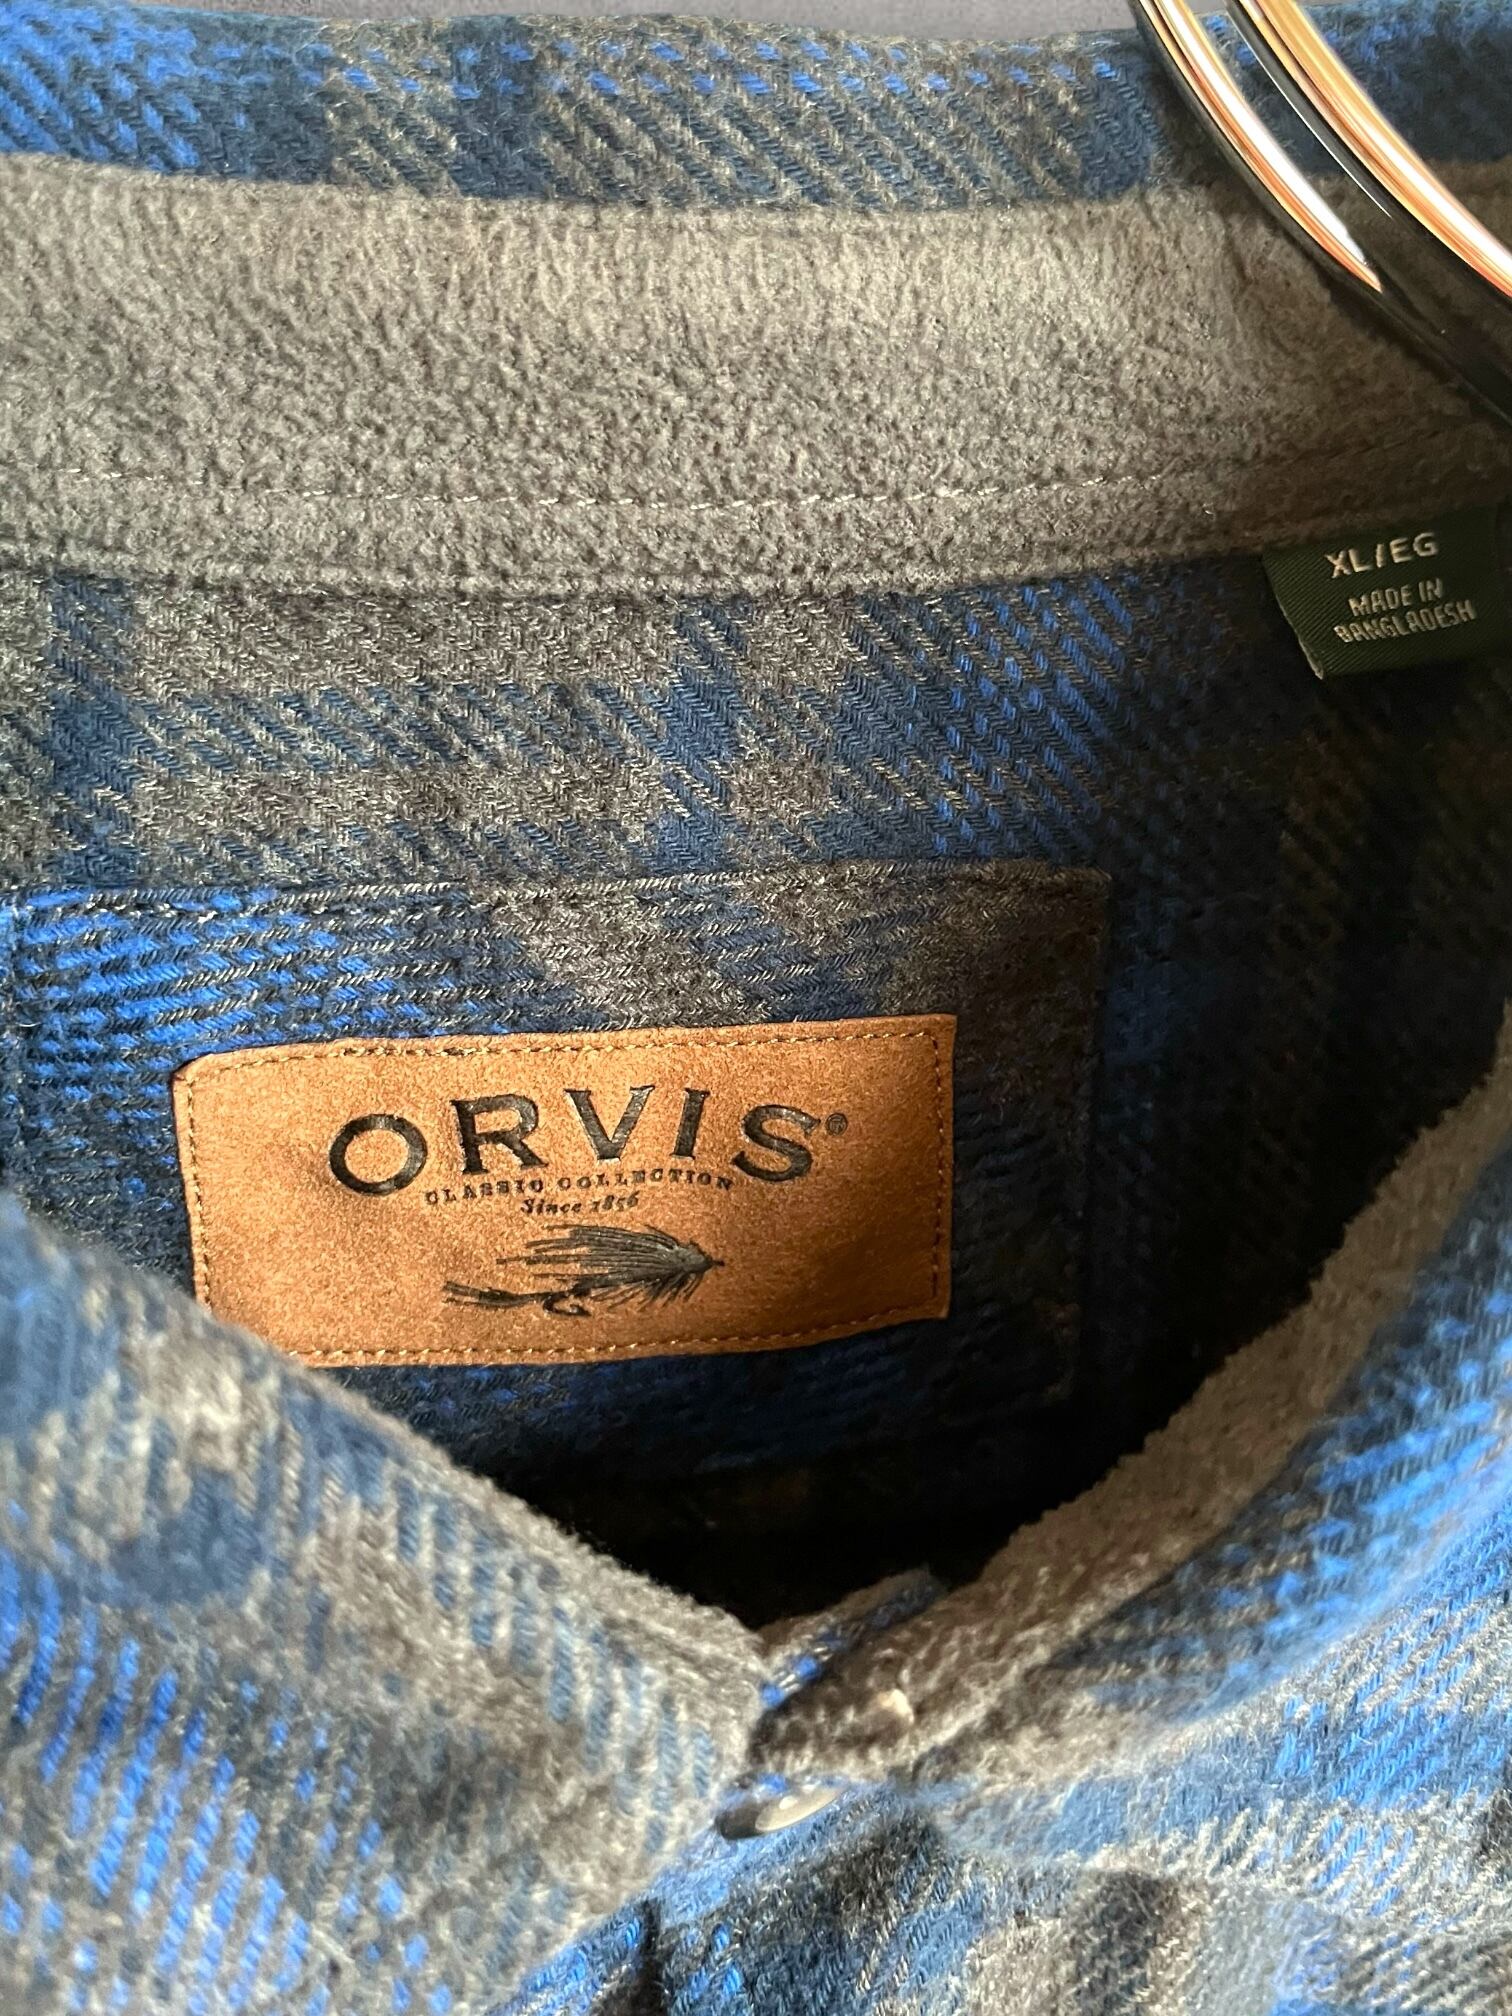 XL/EG
MADE IN
BANGLADESH
ORVIS®
CLASSIC COLLECTION
Since 1856